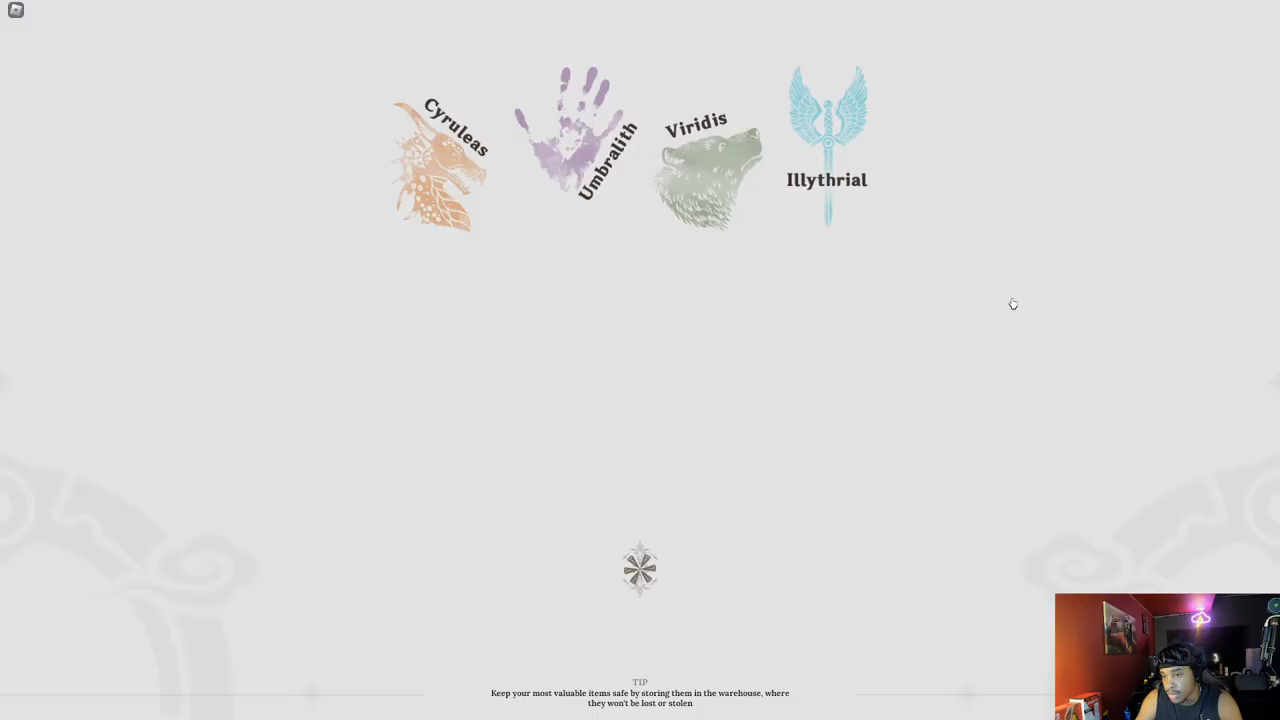 Cyruleas
Umbralith
Viridis
Illythrial
TIP
Keep your most valuable items safe by storing them in the warehouse, where
they won't be lost or stolen